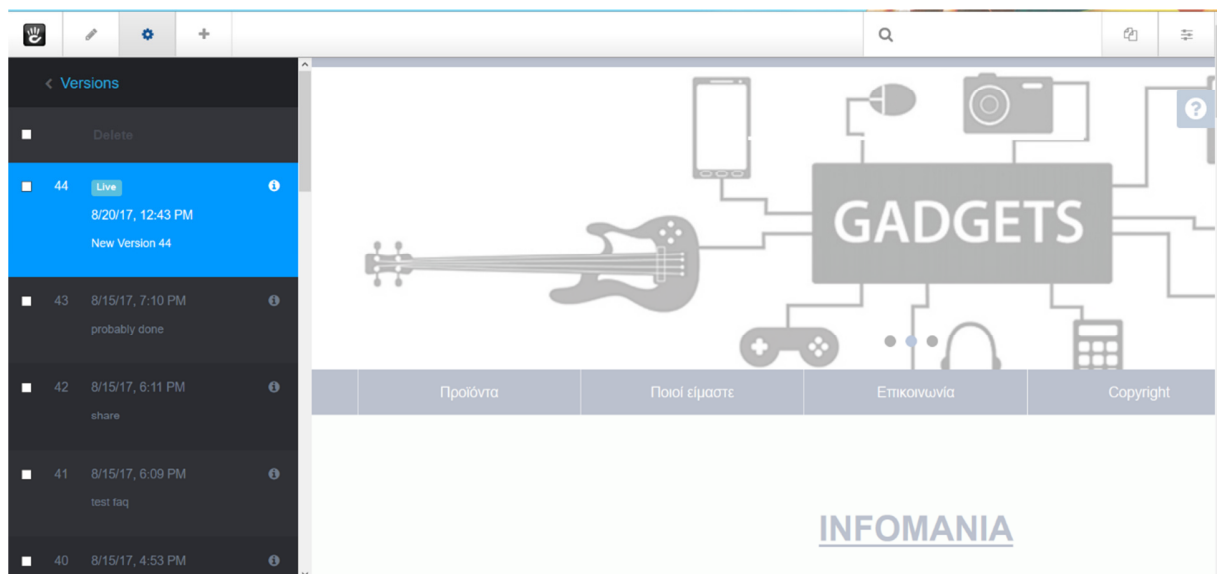 Versions
Delete
44 Live
8/20/17, 12:43 PM
New Version 44
43 8/15/17, 7:10 PM
probably done
42 8/15/17, 6:11 PM
share
41 8/15/17, 6:09 PM
test faq
40 8/15/17, 4:53 PM
GADGETS
Προϊόντα Ποιοί είμαστε Επικοινωνία Copyright
INFOMANIA